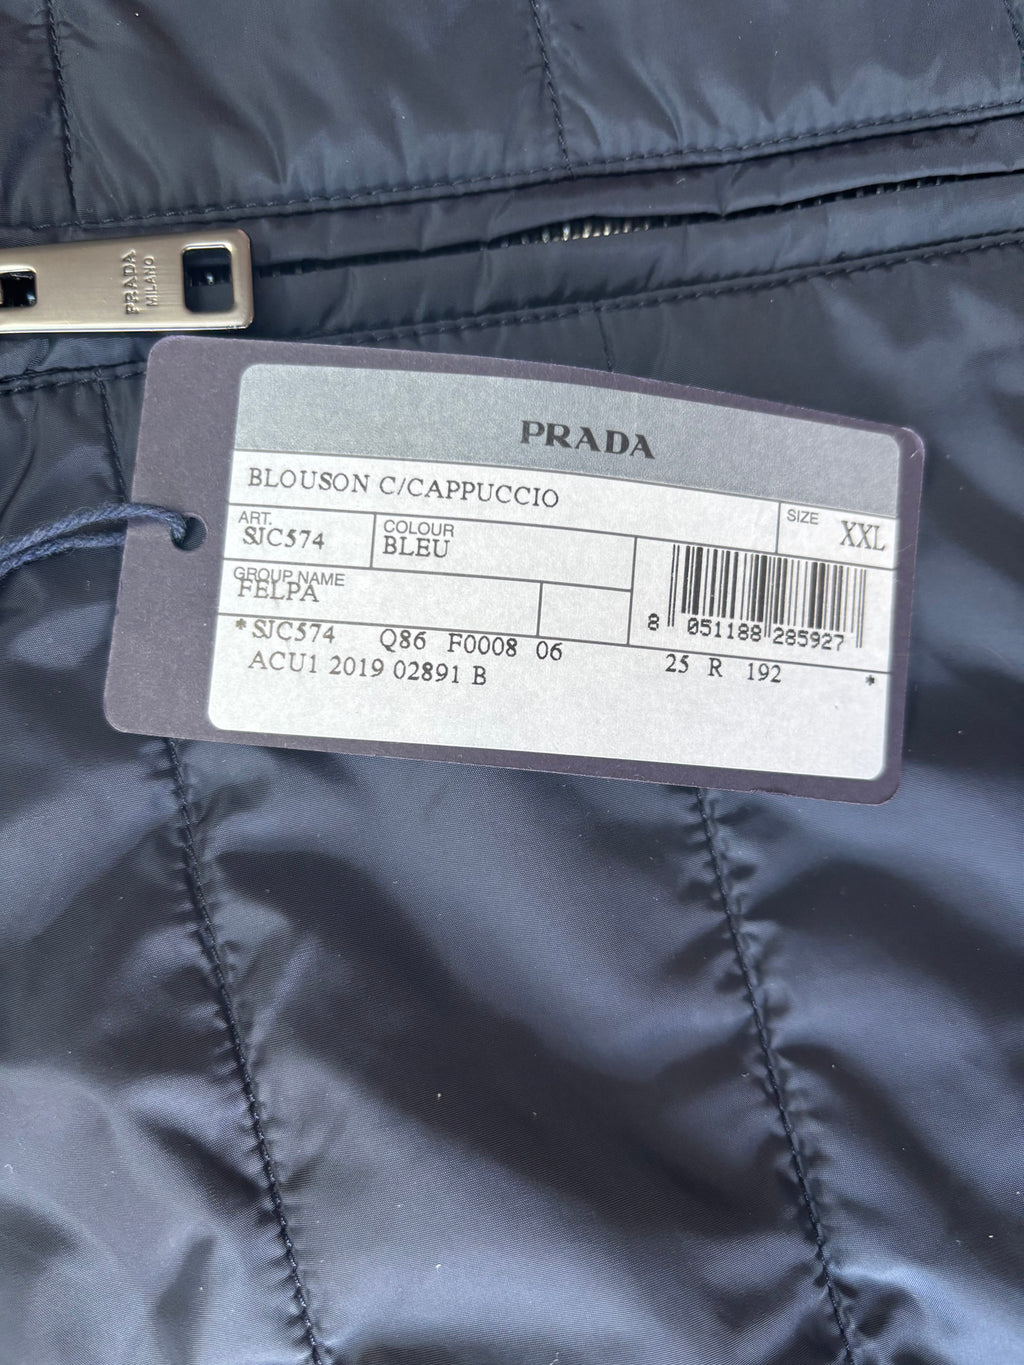 PRADA
MILANO
PRADA
BLOUSON C/CAPPUCCIO
SIZE XXL
ART.
SJC574
COLOUR
BLEU
GROUP NAME
FELPA
8 051188 285927
*SJC574 Q86 F0008 06 25 R 192 *
ACU1 2019 02891 B